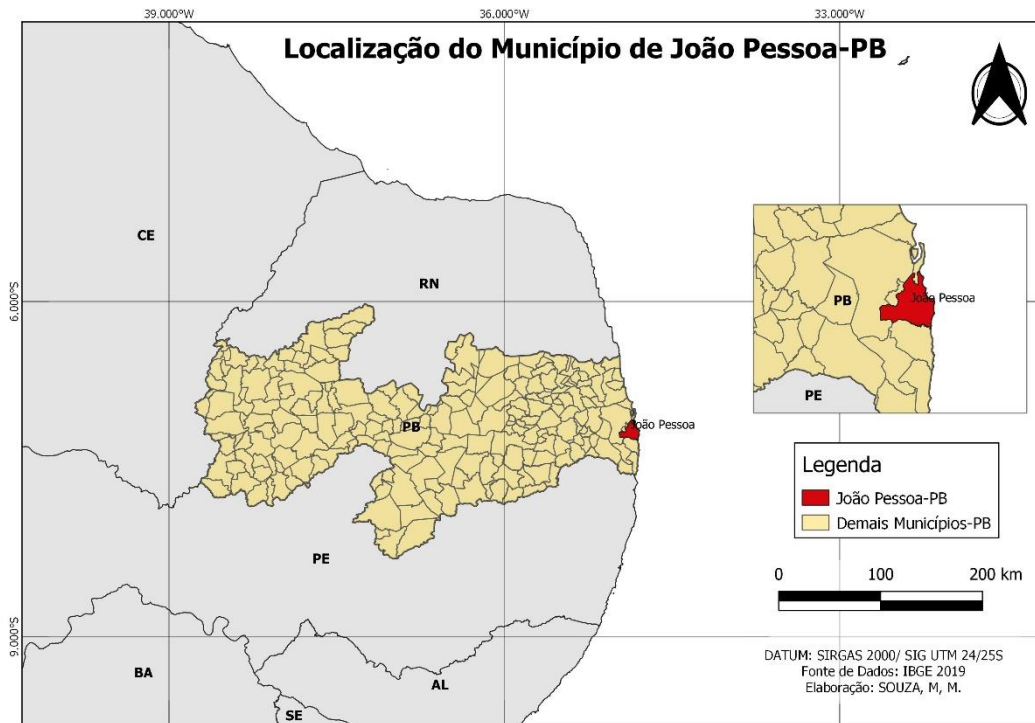 39.000°W
36.000°W
33.000°W
Localização do Município de João Pessoa-PB
CE
RN
6.000°S
PB
João Pessoa
PB
João Pessoa
PE
Legenda
João Pessoa-PB
Demais Municípios-PB
PE
0 100 200 km
9.000°S
BA
AL
SE
DATUM: SIRGAS 2000/ SIG UTM 24/25S
Fonte de Dados: IBGE 2019
Elaboração: SOUZA, M, M.